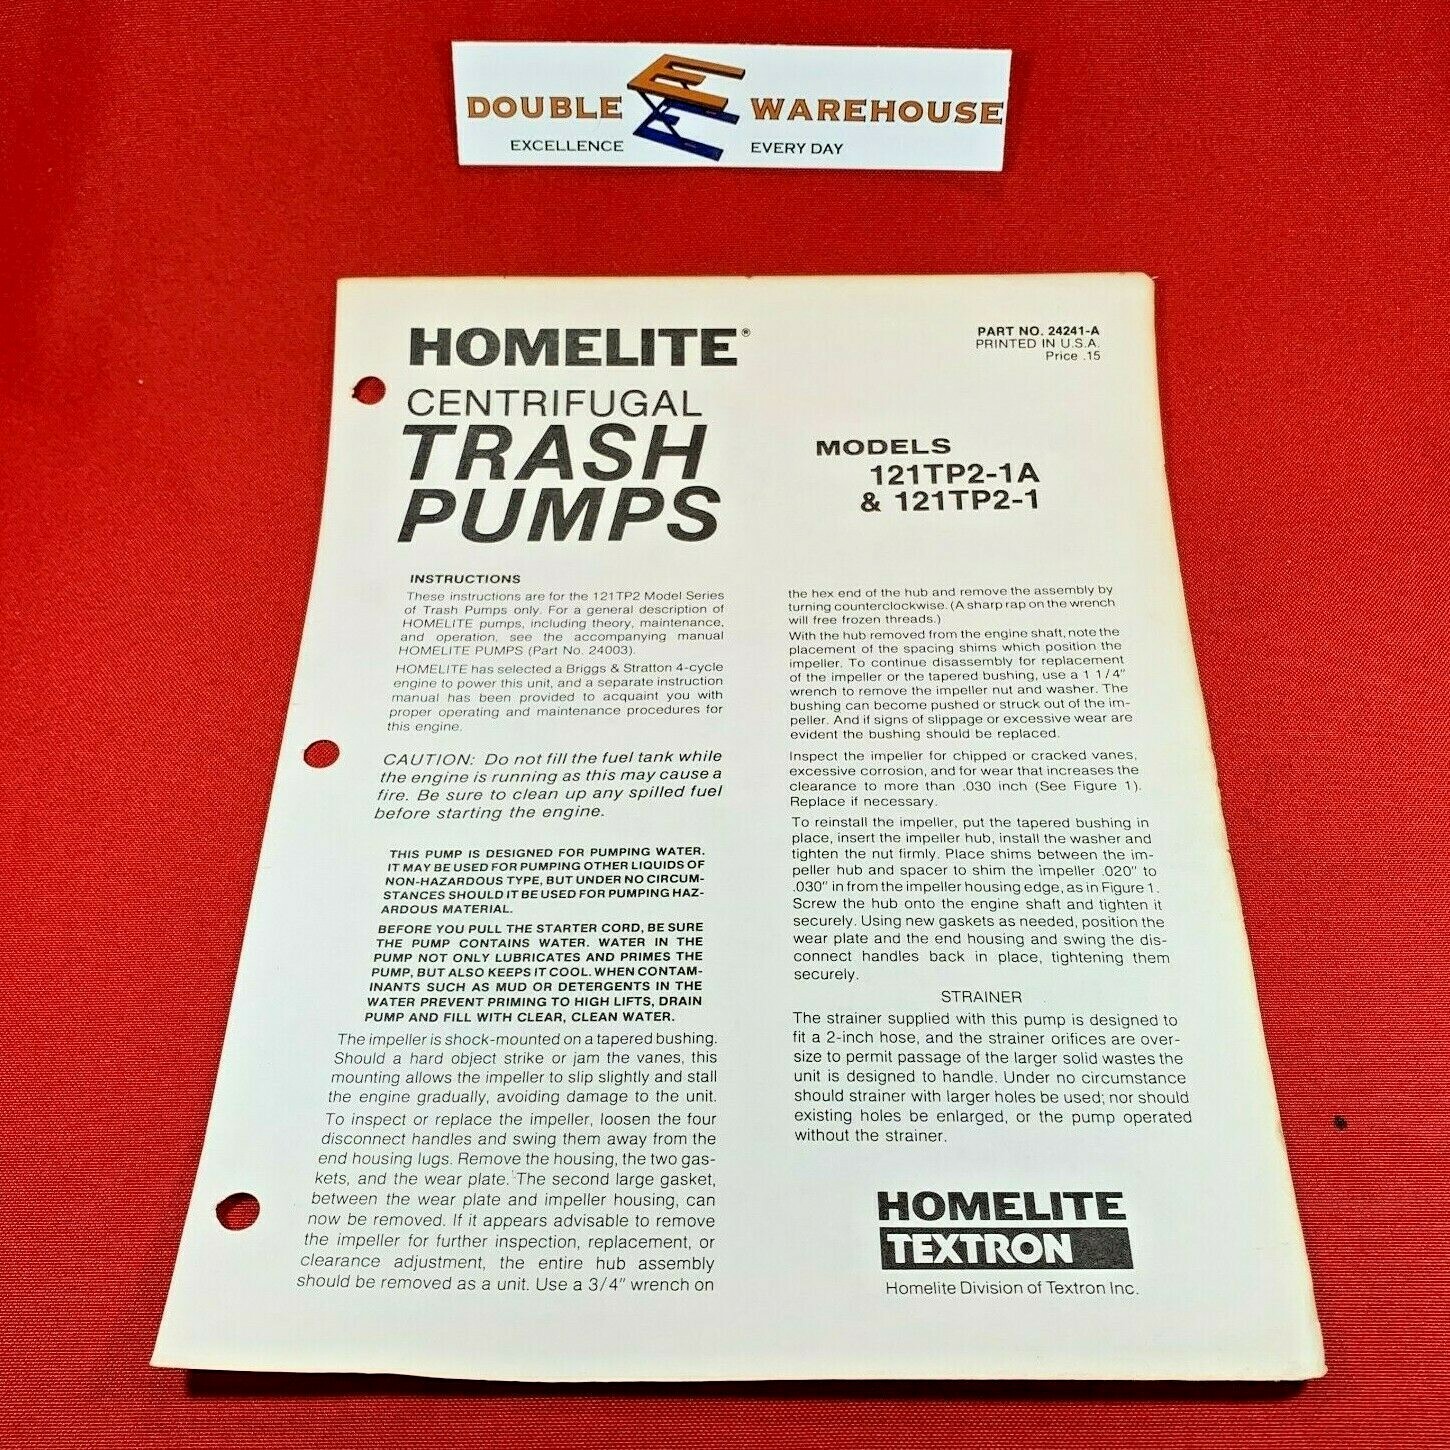 DOUBLE WAREHOUSE
EXCELLENCE EVERY DAY
HOMELITE®
CENTRIFUGAL
TRASH
PUMPS
PART NO. 24241-A
PRINTED IN U.S.A.
Price .15
MODELS
121TP2-1A
& 121TP2-1
INSTRUCTIONS
These instructions are for the 121TP2 Model Series
of Trash Pumps only. For a general description of
HOMELITE pumps, including theory, maintenance,
and operation, see the accompanying manual
HOMELITE PUMPS (Part No. 24003).
HOMELITE has selected a Briggs & Stratton 4-cycle
engine to power this unit, and a separate instruction
manual has been provided to acquaint you with
proper operating and maintenance procedures for
this engine.
CAUTION: Do not fill the fuel tank while
the engine is running as this may cause a
fire. Be sure to clean up any spilled fuel
before starting the engine.
THIS PUMP IS DESIGNED FOR PUMPING WATER.
IT MAY BE USED FOR PUMPING OTHER LIQUIDS OF
NON-HAZARDOUS TYPE, BUT UNDER NO CIRCUM-
STANCES SHOULD IT BE USED FOR PUMPING HAZ-
ARDOUS MATERIAL.
BEFORE YOU PULL THE STARTER CORD, BE SURE
THE PUMP CONTAINS WATER. WATER IN THE
PUMP NOT ONLY LUBRICATES AND PRIMES THE
PUMP, BUT ALSO KEEPS IT COOL. WHEN CONTAM-
INANTS SUCH AS MUD OR DETERGENTS IN THE
WATER PREVENT PRIMING TO HIGH LIFTS, DRAIN
PUMP AND FILL WITH CLEAR, CLEAN WATER.
The impeller is shock-mounted on a tapered bushing.
Should a hard object strike or jam the vanes, this
mounting allows the impeller to slip slightly and stall
the engine gradually, avoiding damage to the unit.
To inspect or replace the impeller, loosen the four
disconnect handles and swing them away from the
end housing lugs. Remove the housing, the two gas-
kets, and the wear plate. The second large gasket,
between the wear plate and impeller housing, can
now be removed. If it appears advisable to remove
the impeller for further inspection, replacement, or
clearance adjustment, the entire hub assembly
should be removed as a unit. Use a 3/4" wrench on
the hex end of the hub and remove the assembly by
turning counterclockwise. (A sharp rap on the wrench
will free frozen threads.)
With the hub removed from the engine shaft, note the
placement of the spacing shims which position the
impeller. To continue disassembly for replacement
of the impeller or the tapered bushing, use a 1 1/4"
wrench to remove the impeller nut and washer. The
bushing can become pushed or struck out of the im-
peller. And if signs of slippage or excessive wear are
evident the bushing should be replaced.
Inspect the impeller for chipped or cracked vanes,
excessive corrosion, and for wear that increases the
clearance to more than .030 inch (See Figure 1).
Replace if necessary.
To reinstall the impeller, put the tapered bushing in
place, insert the impeller hub, install the washer and
tighten the nut firmly. Place shims between the im-
peller hub and spacer to shim the impeller .020" to
.030" in from the impeller housing edge, as in Figure 1.
Screw the hub onto the engine shaft and tighten it
securely. Using new gaskets as needed, position the
wear plate and the end housing and swing the dis-
connect handles back in place, tightening them
securely.
STRAINER
The strainer supplied with this pump is designed to
fit a 2-inch hose, and the strainer orifices are over-
size to permit passage of the larger solid wastes the
unit is designed to handle. Under no circumstance
should strainer with larger holes be used; nor should
existing holes be enlarged, or the pump operated
without the strainer.
HOMELITE
TEXTRON
Homelite Division of Textron Inc.